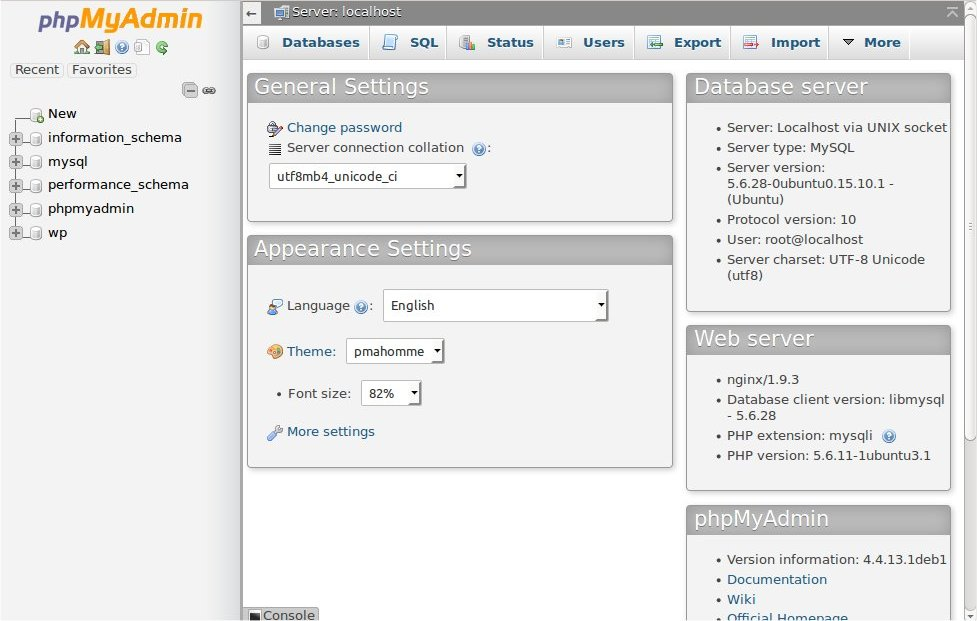 phpMyAdmin
Recent Favorites
New
information_schema
mysql
performance_schema
phpmyadmin
wp
Server: localhost
Databases SQL Status Users Export Import More
General Settings
Change password
Server connection collation :
utf8mb4_unicode_ci
Appearance Settings
Language :
English
Theme: pmahomme
• Font size: 82%
More settings
Database server
• Server: Localhost via UNIX socket
• Server type: MySQL
• Server version:
5.6.28-0ubuntu0.15.10.1 -
(Ubuntu)
• Protocol version: 10
• User: root@localhost
• Server charset: UTF-8 Unicode
(utf8)
Web server
• nginx/1.9.3
• Database client version: libmysql
- 5.6.28
• PHP extension: mysqli
• PHP version: 5.6.11-1ubuntu3.1
phpMyAdmin
• Version information: 4.4.13.1deb1
• Documentation
• Wiki
• Official Homepage
Console